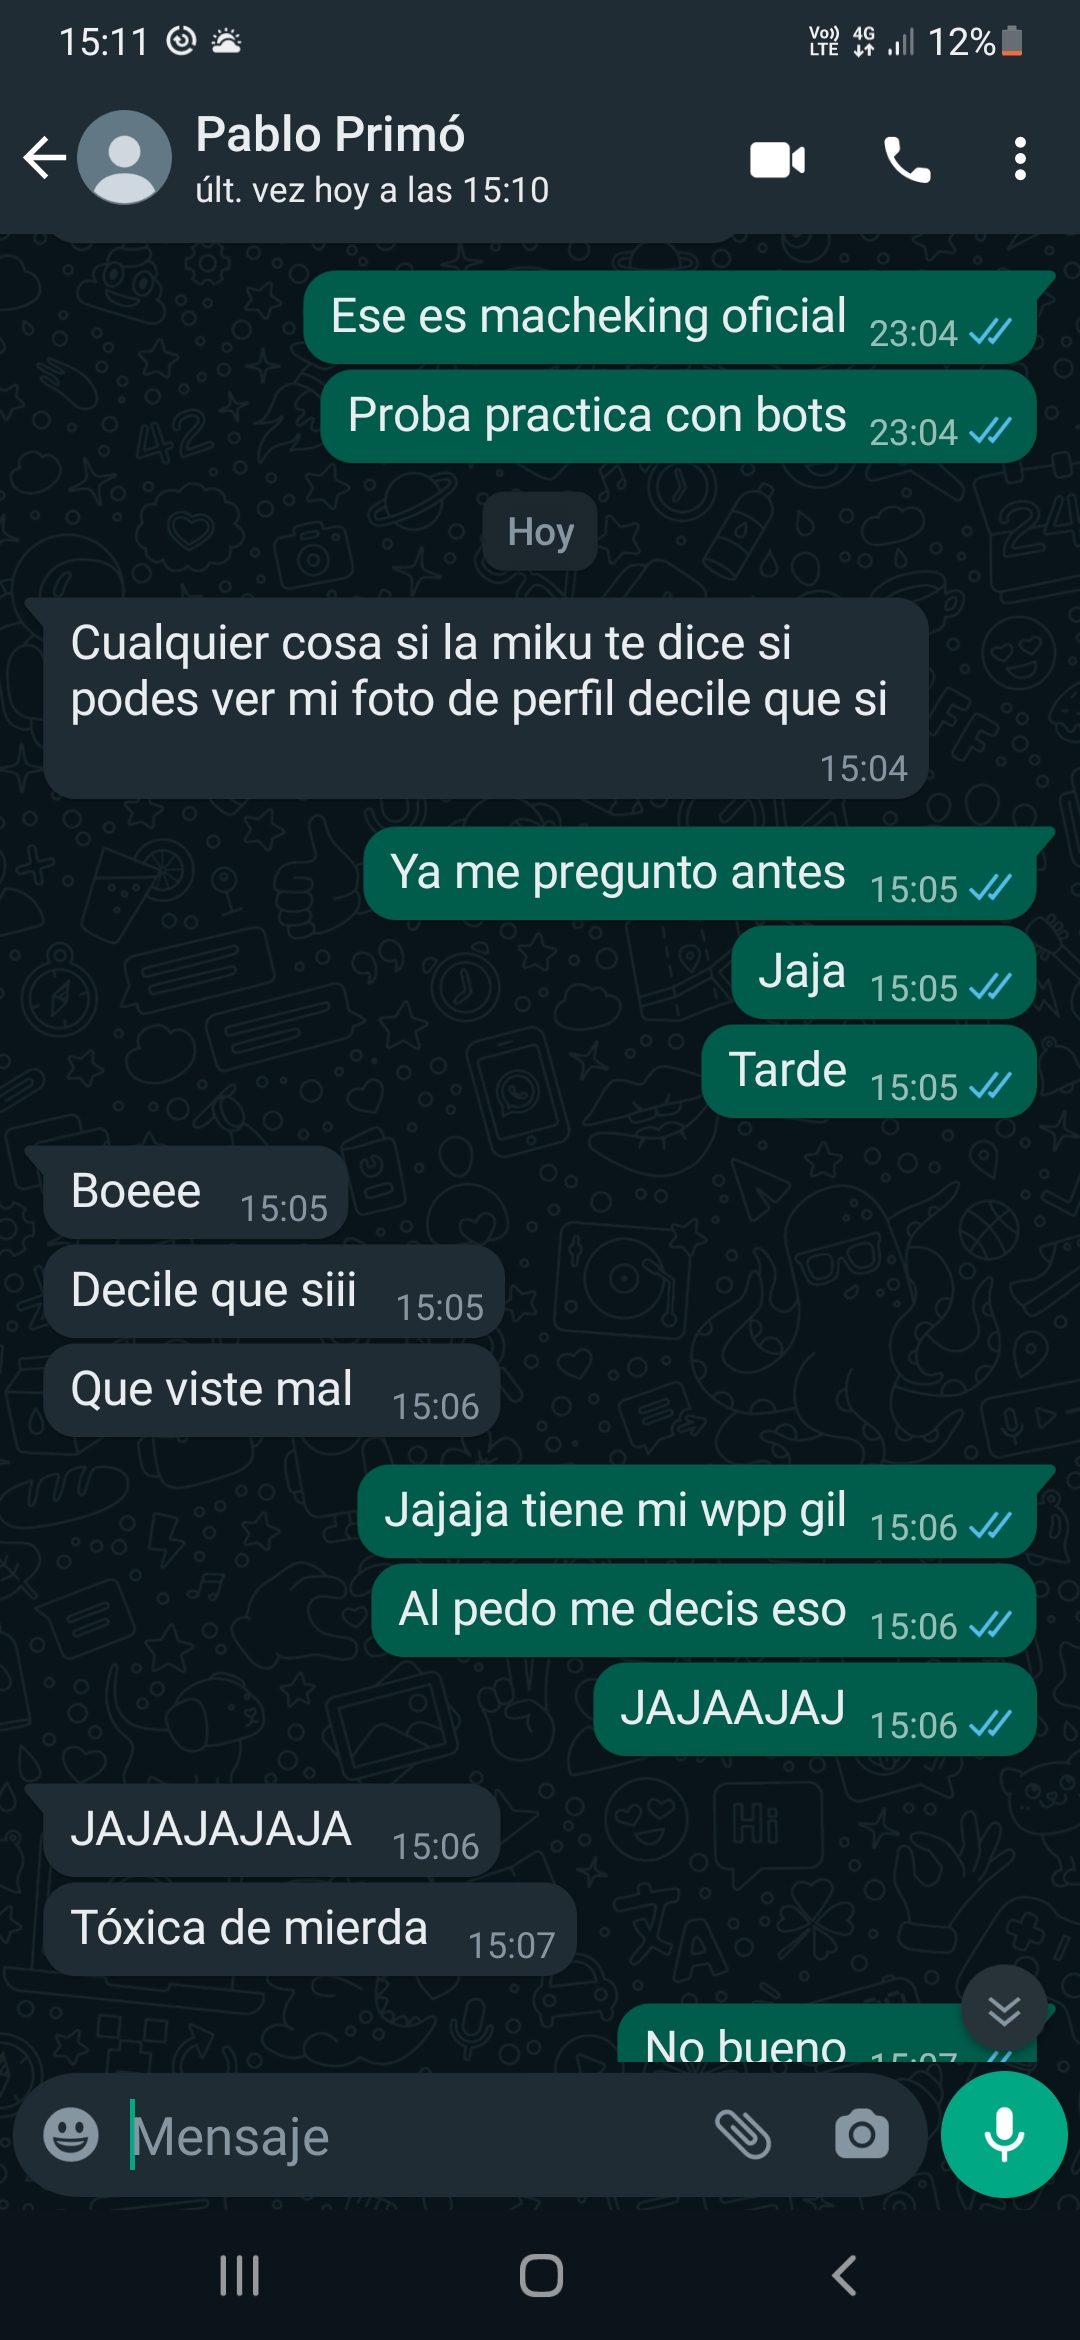 15:11
Vo)) LTE 4G 12%
Pablo Primó
últ. vez hoy a las 15:10
Ese es macheking oficial 23:04
Proba practica con bots 23:04
Hoy
Cualquier cosa si la miku te dice si
podes ver mi foto de perfil decile que si
15:04
Ya me pregunto antes 15:05
Jaja 15:05
Tarde 15:05
Boeee 15:05
Decile que siii 15:05
Que viste mal 15:06
Jajaja tiene mi wpp gil 15:06
Al pedo me decis eso 15:06
JAJAAJAJ 15:06
JAJAJAJAJA 15:06
Tóxica de mierda 15:07
No bueno 15:07
Mensaje